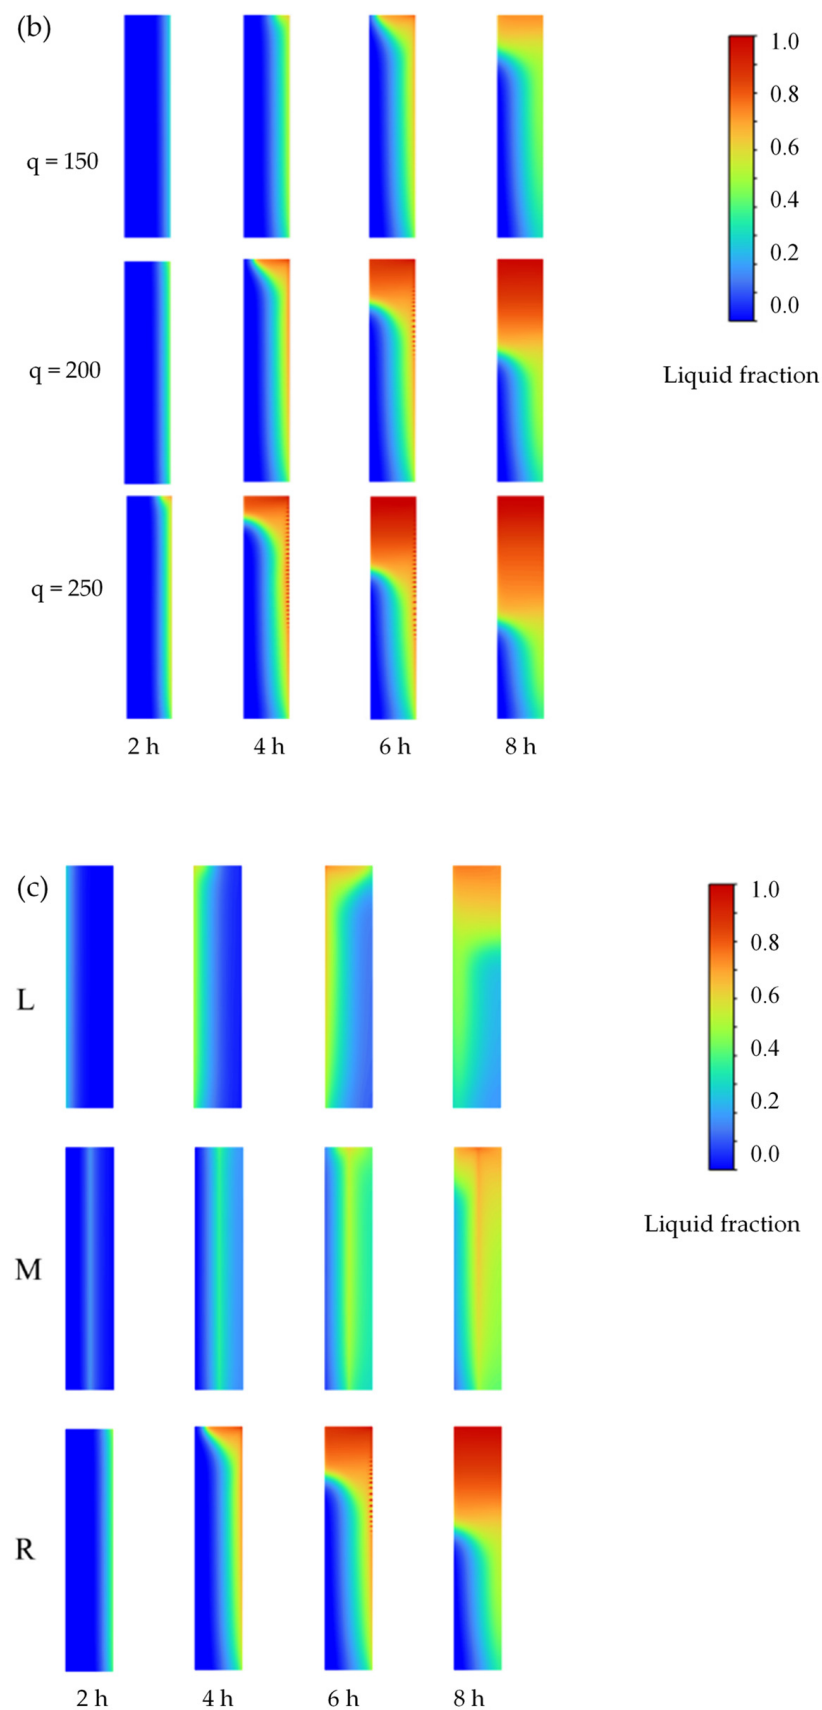 (b)
1.0
0.8
0.6
0.4
0.2
0.0
Liquid fraction
q = 150
q = 200
q = 250
2 h 4 h 6 h 8 h
(c)
1.0
0.8
0.6
0.4
0.2
0.0
Liquid fraction
L
M
R
2 h 4 h 6 h 8 h